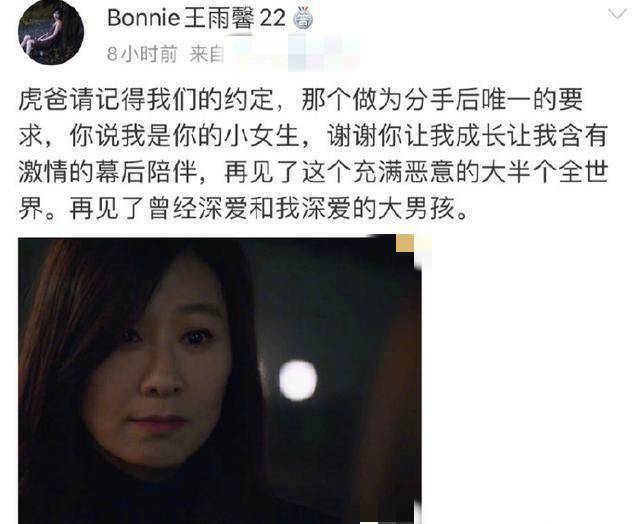 Bonnie王雨馨22
8小时前 来自
虎爸请记得我们的约定，那个做为分手后唯一的要
求，你说我是你的小女生，谢谢你让我成长让我含有
激情的幕后陪伴，再见了这个充满恶意的大半个全世
界。再见了曾经深爱和我深爱的大男孩。